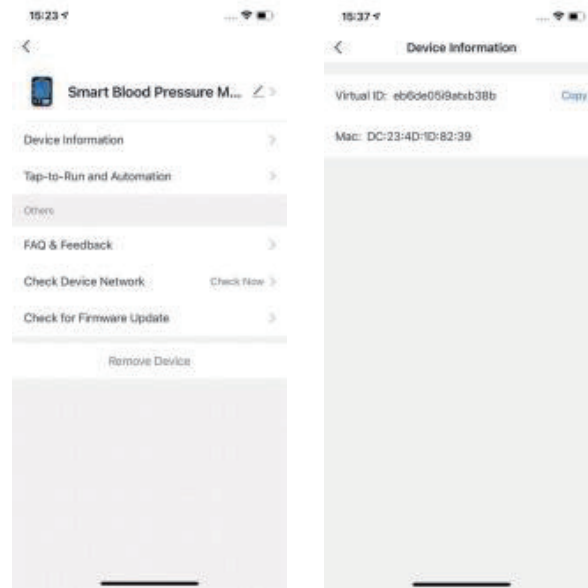 15:23
Smart Blood Pressure M...
Device Information
Tap-to-Run and Automation
Others
FAQ & Feedback
Check Device Network Check Now
Check for Firmware Update
Remove Device
15:37
Device Information
Virtual ID: Copy
Mac: DC:23:4D:1D:82:39